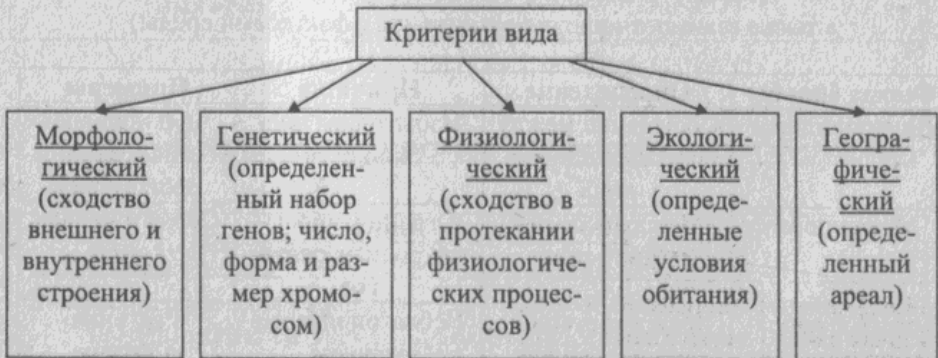 Критерии вида
Морфоло-
гический
(сходство
внешнего и
внутреннего
строения)
Генетический
(определен-
ный набор
генов; число,
форма и раз-
мер хромо-
сом)
Физиологи-
ческий
(сходство в
протекании
физиологиче-
ских процес-
сов)
Экологи-
ческий
(опреде-
ленные
условия
обитания)
Геогра-
фиче-
ский
(опреде-
ленный
ареал)